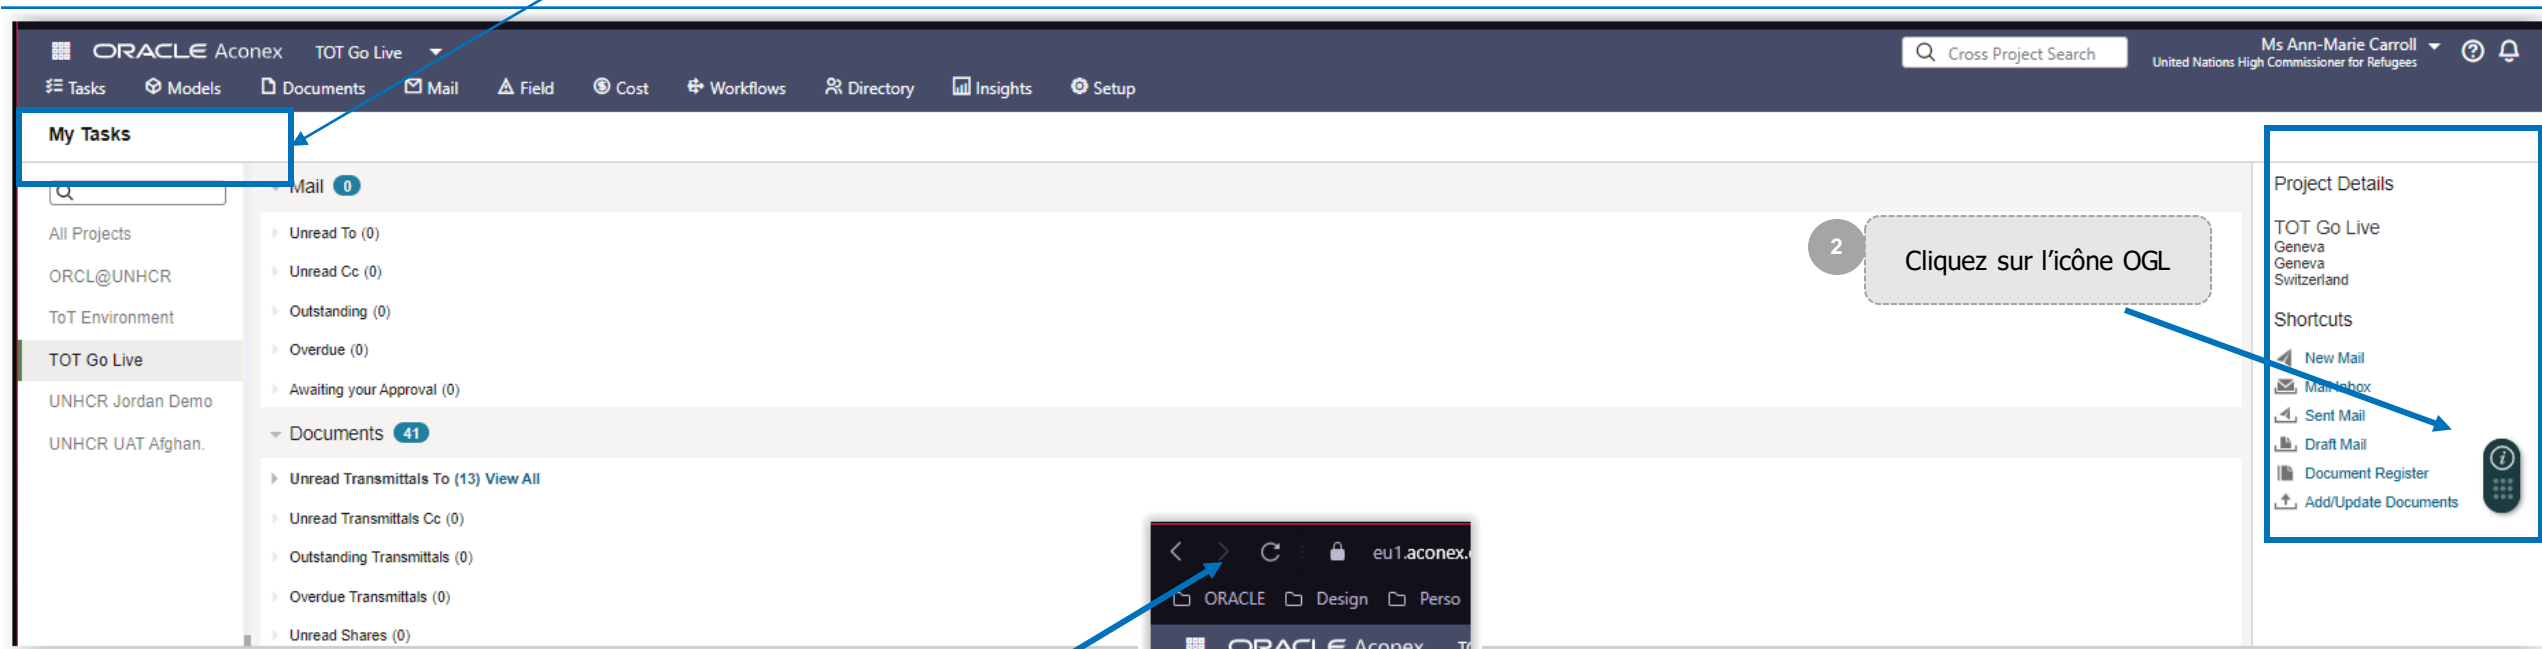 ORACLE Aconex TOT Go Live
Cross Project Search
Ms Ann-Marie Carroll
United Nations High Commissioner for Refugees
Tasks Models Documents Mail Field Cost Workflows Directory Insights Setup
My Tasks
All Projects
ORCL@UNHCR
ToT Environment
TOT Go Live
UNHCR Jordan Demo
UNHCR UAT Afghan.
Mail 0
Unread To (0)
Unread Cc (0)
Outstanding (0)
Overdue (0)
Awaiting your Approval (0)
Documents 41
Unread Transmittals To (13) View All
Unread Transmittals Cc (0)
Outstanding Transmittals (0)
Overdue Transmittals (0)
Unread Shares (0)
2
Cliquez sur l’icône OGL
eu1.aconex.
ORACLE Design Perso
ORACLE Aconex
Project Details
TOT Go Live
Geneva
Geneva
Switzerland
Shortcuts
New Mail
Mail Inbox
Sent Mail
Draft Mail
Document Register
Add/Update Documents